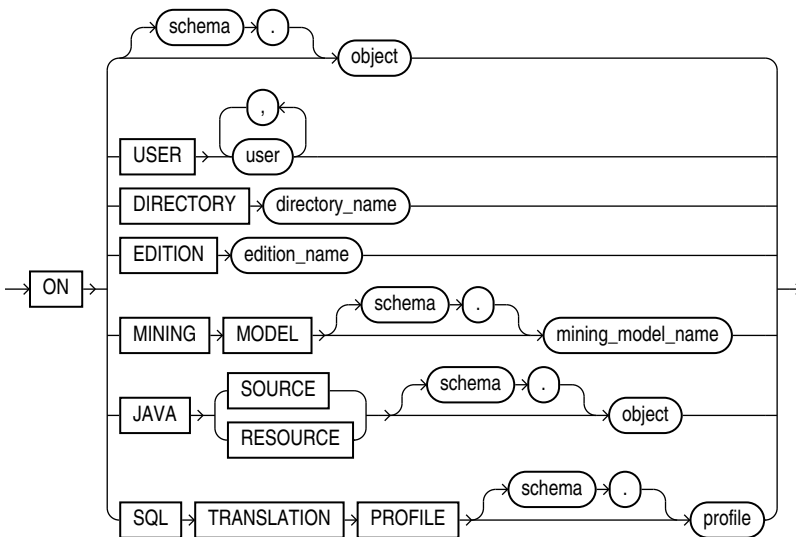 schema .
object
,
USER user
DIRECTORY directory_name
EDITION edition_name
ON
schema .
MINING MODEL mining_model_name
SOURCE schema .
JAVA object
RESOURCE
schema .
SQL TRANSLATION PROFILE profile